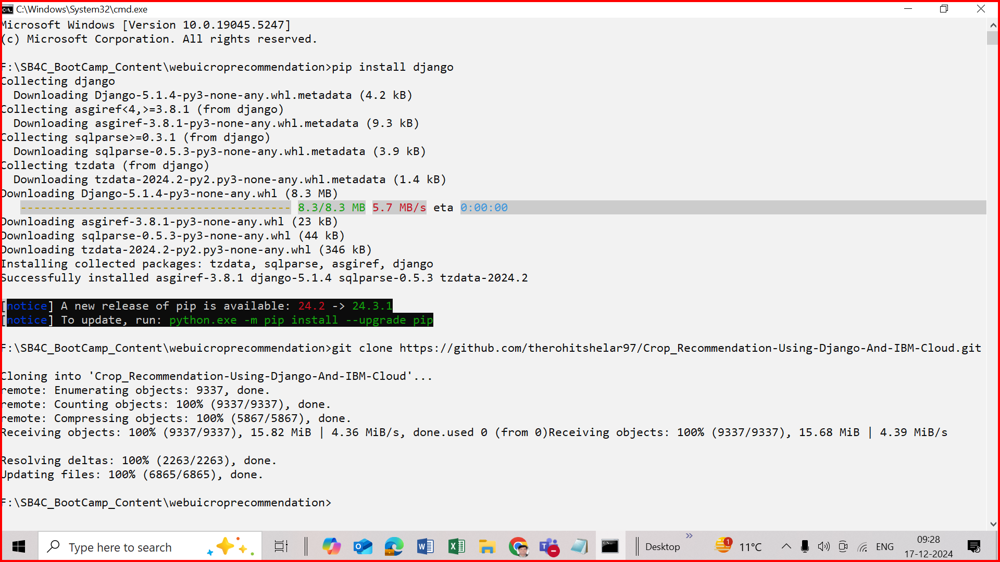 C:\Windows\System32\cmd.exe
Microsoft Windows [Version 10.0.19045.5247]
(c) Microsoft Corporation. All rights reserved.
F:\SB4C_BootCamp_Content\webuicroprecommendation>pip install django
Collecting django
  Downloading Django-5.1.4-py3-none-any.whl.metadata (4.2 kB)
Collecting asgiref<4,>=3.8.1 (from django)
  Downloading asgiref-3.8.1-py3-none-any.whl.metadata (9.3 kB)
Collecting sqlparse>=0.3.1 (from django)
  Downloading sqlparse-0.5.3-py3-none-any.whl.metadata (3.9 kB)
Collecting tzdata (from django)
  Downloading tzdata-2024.2-py2.py3-none-any.whl.metadata (1.4 kB)
Downloading Django-5.1.4-py3-none-any.whl (8.3 MB)
   ---------------------------------------- 8.3/8.3 MB 5.7 MB/s eta 0:00:00
Downloading asgiref-3.8.1-py3-none-any.whl (23 kB)
Downloading sqlparse-0.5.3-py3-none-any.whl (44 kB)
Downloading tzdata-2024.2-py2.py3-none-any.whl (346 kB)
Installing collected packages: tzdata, sqlparse, asgiref, django
Successfully installed asgiref-3.8.1 django-5.1.4 sqlparse-0.5.3 tzdata-2024.2
[notice] A new release of pip is available: 24.2 -> 24.3.1
[notice] To update, run: python.exe -m pip install --upgrade pip
F:\SB4C_BootCamp_Content\webuicroprecommendation>git clone https://github.com/therohitshelar97/Crop_Recommendation-Using-Django-And-IBM-Cloud.git
Cloning into 'Crop_Recommendation-Using-Django-And-IBM-Cloud'...
remote: Enumerating objects: 9337, done.
remote: Counting objects: 100% (9337/9337), done.
remote: Compressing objects: 100% (5867/5867), done.
Receiving objects: 100% (9337/9337), 15.82 MiB | 4.36 MiB/s, done.used 0 (from 0)Receiving objects: 100% (9337/9337), 15.68 MiB | 4.39 MiB/s
Resolving deltas: 100% (2263/2263), done.
Updating files: 100% (6865/6865), done.
F:\SB4C_BootCamp_Content\webuicroprecommendation>
Type here to search
Desktop
1
11°C
ENG
09:28
17-12-2024